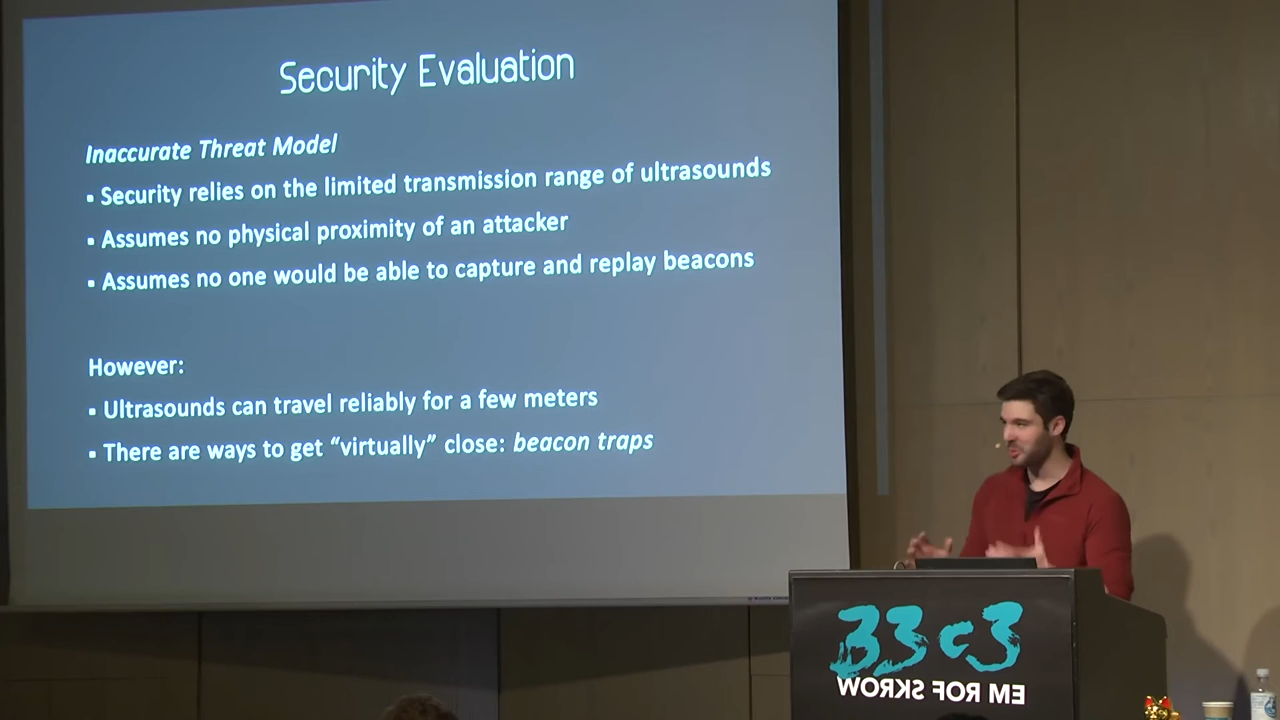 Security Evaluation
Inaccurate Threat Model
▪ Security relies on the limited transmission range of ultrasounds
▪ Assumes no physical proximity of an attacker
▪ Assumes no one would be able to capture and replay beacons
However:
▪ Ultrasounds can travel reliably for a few meters
▪ There are ways to get “virtually” close: beacon traps
33c3
WORKS FOR ME